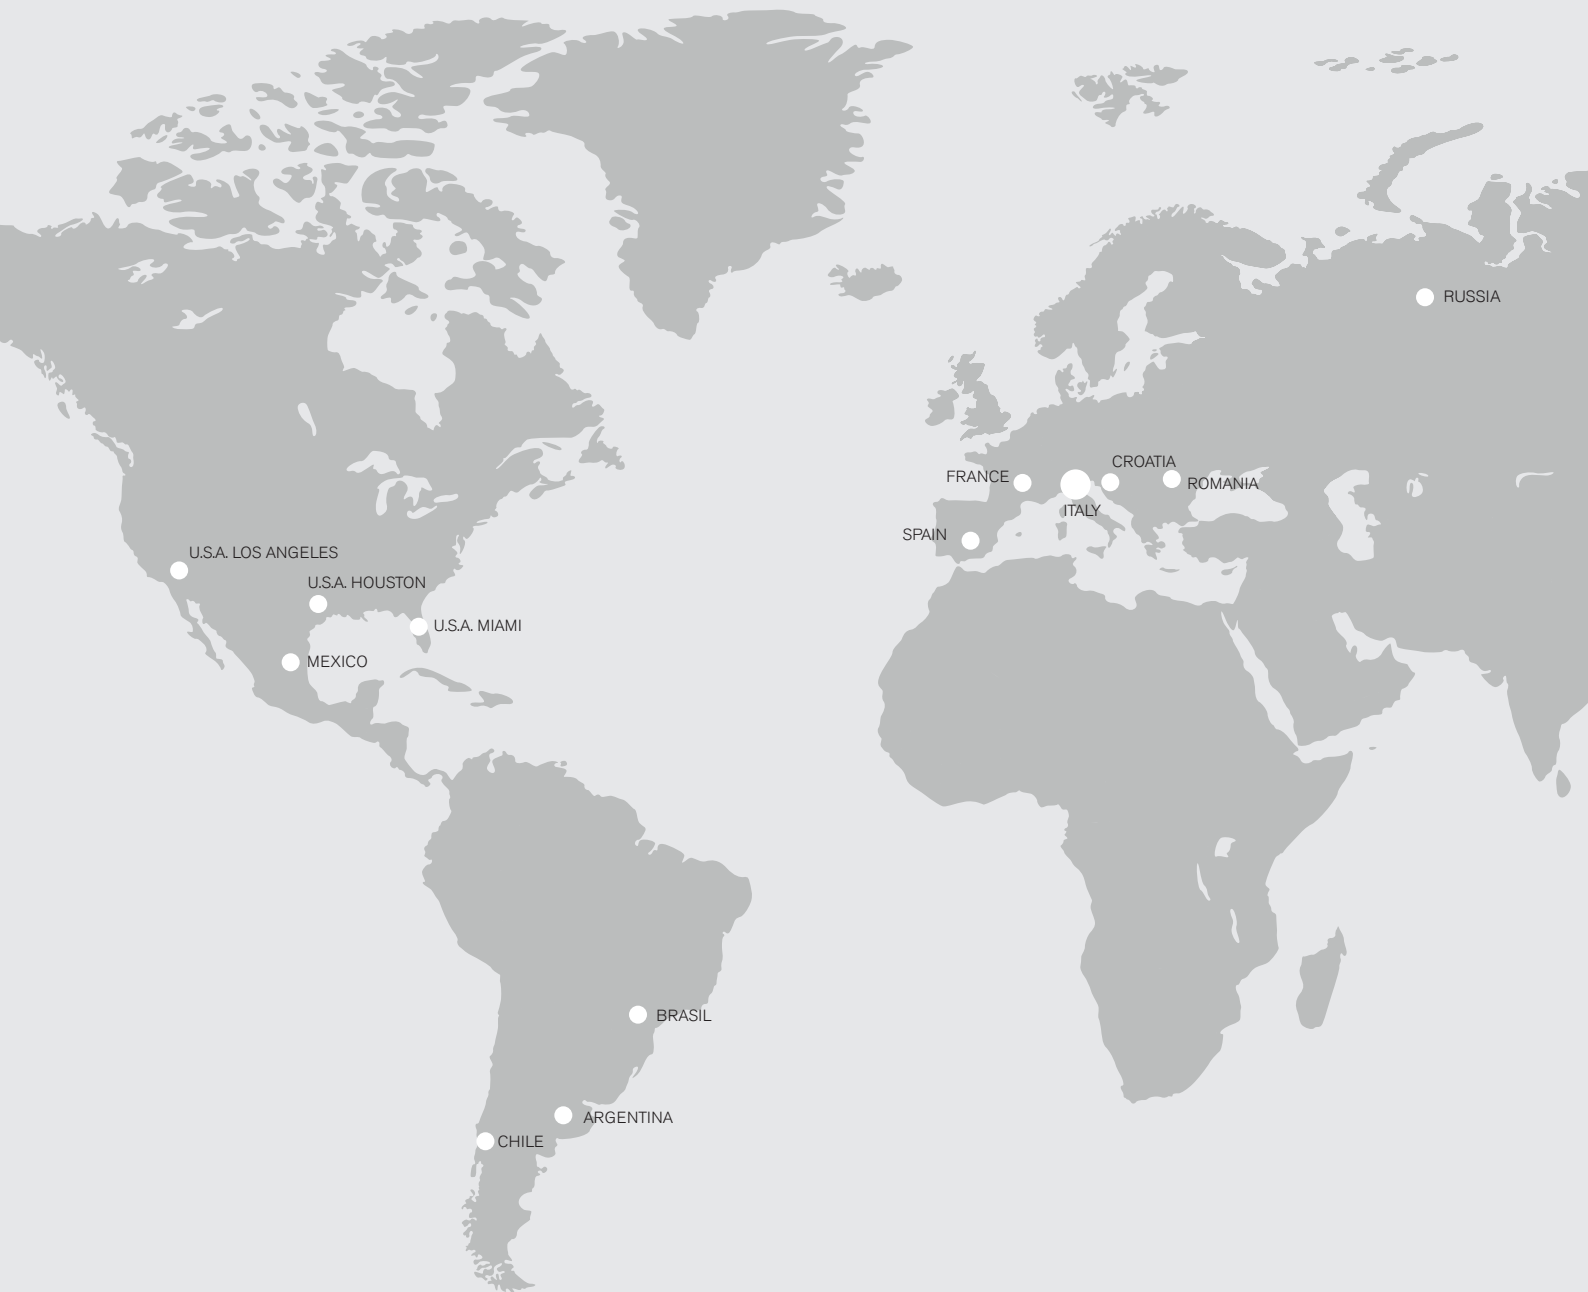 RUSSIA
CROATIA
FRANCE
ROMANIA
ITALY
SPAIN
U.S.A. LOS ANGELES
U.S.A. HOUSTON
U.S.A. MIAMI
MEXICO
BRASIL
ARGENTINA
CHILE